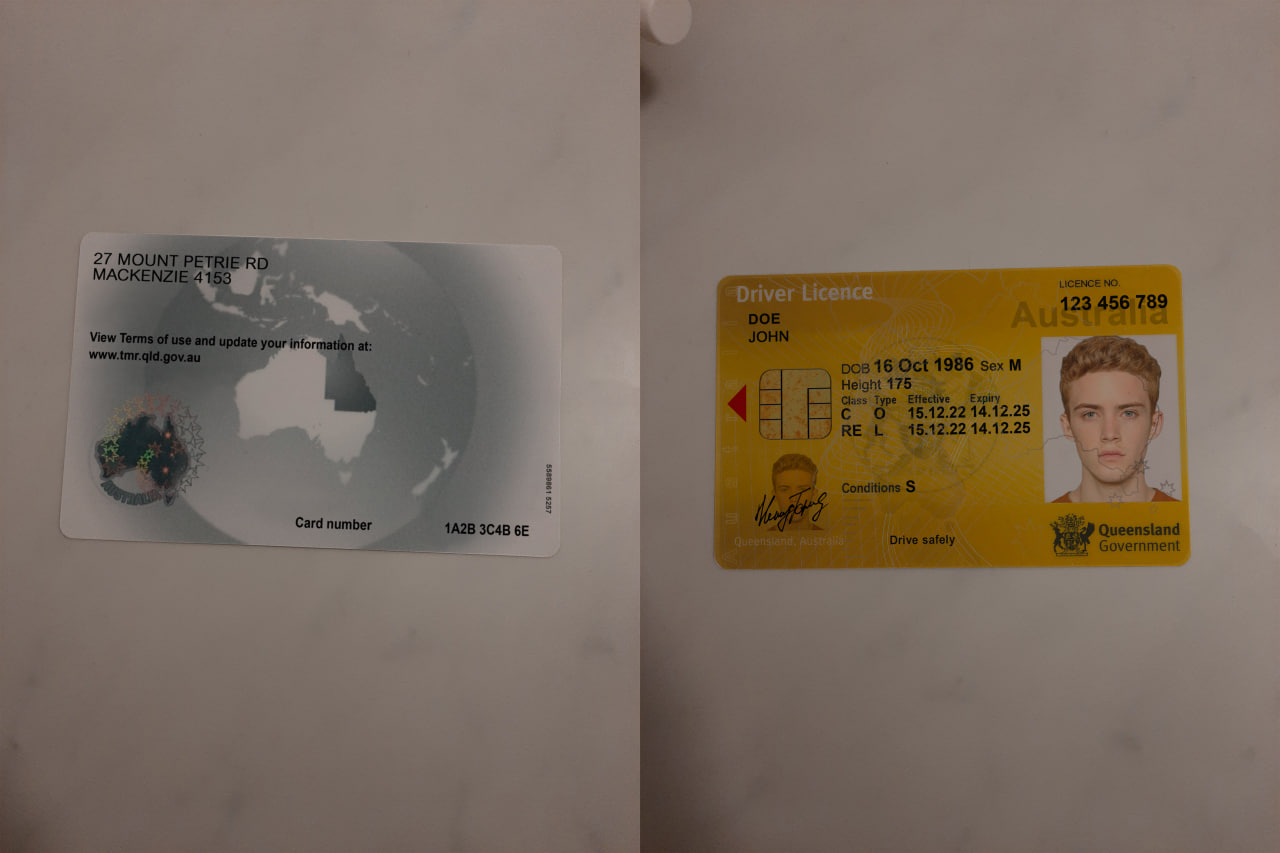 27 MOUNT PETRIE RD
MACKENZIE 4153
View Terms of use and update your information at:
www.tmr.qld.gov.au
AUSTRALIA
5589861 5257
Card number
1A2B 3C4B 6E
Driver Licence
LICENCE NO.
123 456 789
Australia
DOE
JOHN
DOB 16 Oct 1986 Sex M
Height 175
Class Type Effective Expiry
C O 15.12.22 14.12.25
RE L 15.12.22 14.12.25
Conditions S
Queensland, Australia
Drive safely
Queensland
Government